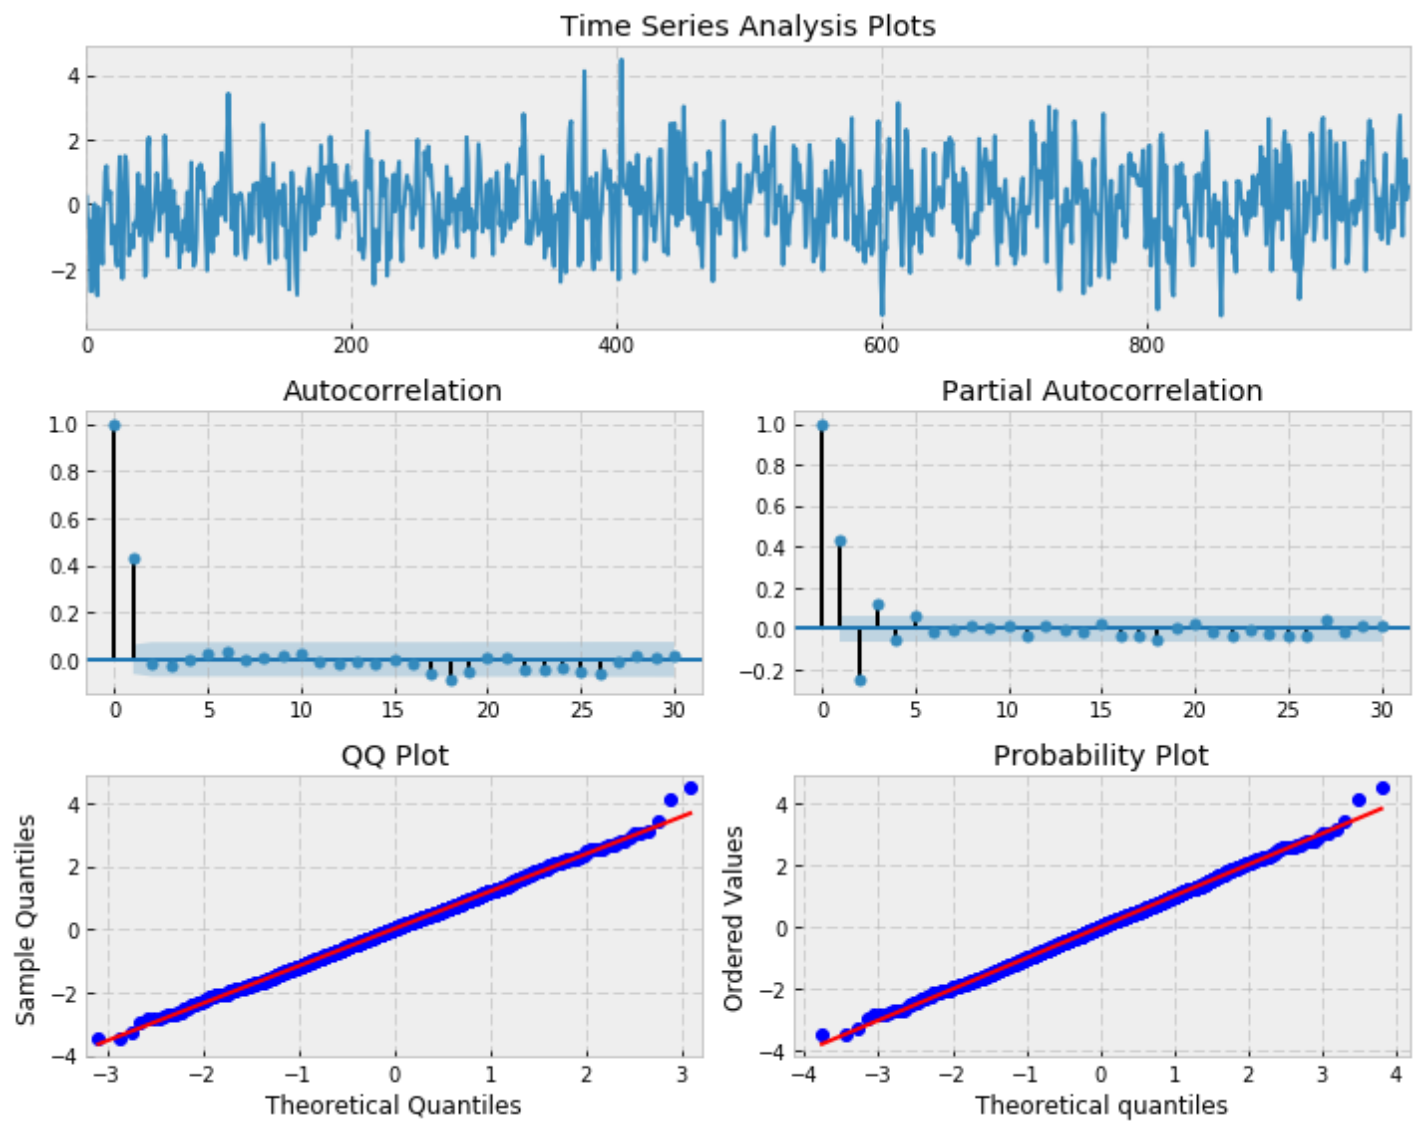 Time Series Analysis Plots
4
2
0
−2
0 200 400 600 800
Autocorrelation
1.0
0.8
0.6
0.4
0.2
0.0
0 5 10 15 20 25 30
Partial Autocorrelation
1.0
0.8
0.6
0.4
0.2
0.0
−0.2
0 5 10 15 20 25 30
QQ Plot
Sample Quantiles
4
2
0
−2
−4
−3 −2 −1 0 1 2 3
Theoretical Quantiles
Probability Plot
Ordered Values
4
2
0
−2
−4
−4 −3 −2 −1 0 1 2 3 4
Theoretical quantiles